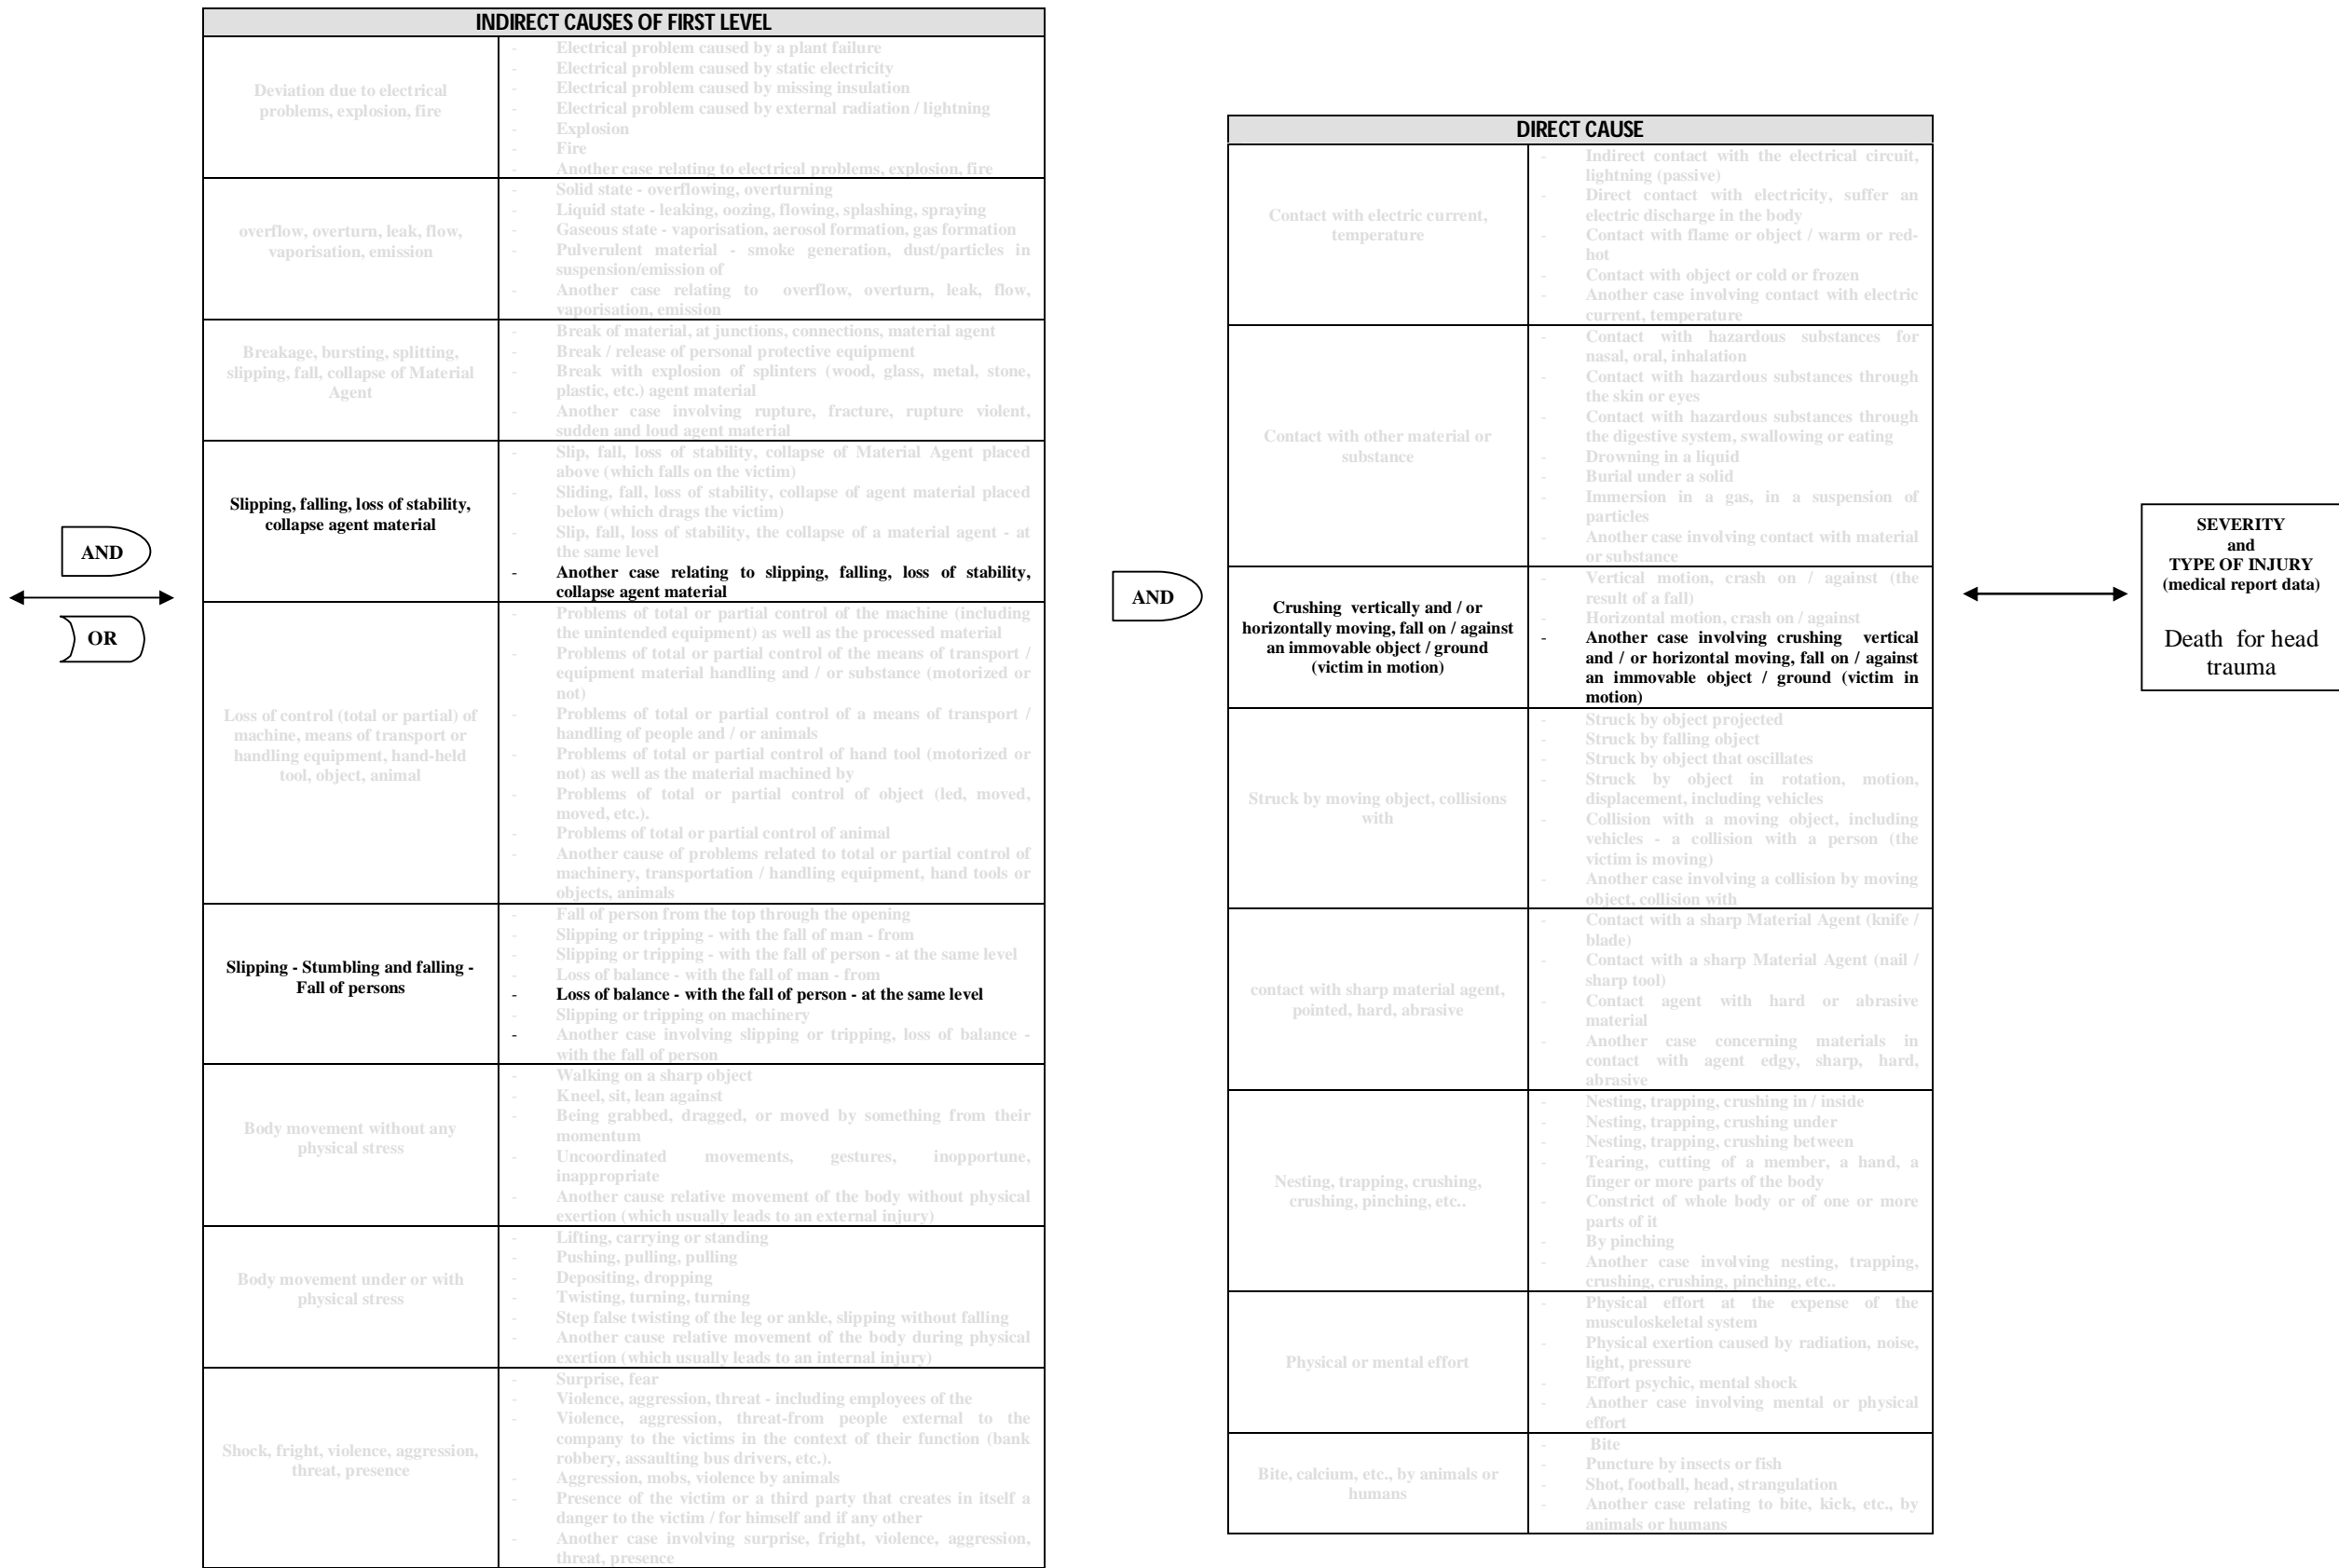 INDIRECT CAUSES OF FIRST LEVEL
Deviation due to electrical
problems, explosion, fire
- Electrical problem caused by a plant failure
- Electrical problem caused by static electricity
- Electrical problem caused by missing insulation
- Electrical problem caused by external radiation / lightning
- Explosion
- Fire
- Another case relating to electrical problems, explosion, fire
overflow, overturn, leak, flow,
vaporisation, emission
- Solid state - overflowing, overturning
- Liquid state - leaking, oozing, flowing, splashing, spraying
- Gaseous state - vaporisation, aerosol formation, gas formation
- Pulverulent material - smoke generation, dust/particles in
suspension/emission of
- Another case relating to overflow, overturn, leak, flow,
vaporisation, emission
Breakage, bursting, splitting,
slipping, fall, collapse of Material
Agent
- Break of material, at junctions, connections, material agent
- Break / release of personal protective equipment
- Break with explosion of splinters (wood, glass, metal, stone,
plastic, etc.) agent material
- Another case involving rupture, fracture, rupture violent,
sudden and loud agent material
Slipping, falling, loss of stability,
collapse agent material
- Slip, fall, loss of stability, collapse of Material Agent placed
above (which falls on the victim)
- Sliding, fall, loss of stability, collapse of agent material placed
below (which drags the victim)
- Slip, fall, loss of stability, the collapse of a material agent - at
the same level
- Another case relating to slipping, falling, loss of stability,
collapse agent material
Loss of control (total or partial) of
machine, means of transport or
handling equipment, hand-held
tool, object, animal
- Problems of total or partial control of the machine (including
the unintended equipment) as well as the processed material
- Problems of total or partial control of the means of transport /
equipment material handling and / or substance (motorized or
not)
- Problems of total or partial control of a means of transport /
handling of people and / or animals
- Problems of total or partial control of hand tool (motorized or
not) as well as the material machined by
- Problems of total or partial control of object (led, moved,
moved, etc.).
- Problems of total or partial control of animal
- Another cause of problems related to total or partial control of
machinery, transportation / handling equipment, hand tools or
objects, animals
Slipping - Stumbling and falling -
Fall of persons
- Fall of person from the top through the opening
- Slipping or tripping - with the fall of man - from
- Slipping or tripping - with the fall of person - at the same level
- Loss of balance - with the fall of man - from
- Loss of balance - with the fall of person - at the same level
- Slipping or tripping on machinery
- Another case involving slipping or tripping, loss of balance -
with the fall of person
Body movement without any
physical stress
- Walking on a sharp object
- Kneel, sit, lean against
- Being grabbed, dragged, or moved by something from their
momentum
- Uncoordinated movements, gestures, inopportune,
inappropriate
- Another cause relative movement of the body without physical
exertion (which usually leads to an external injury)
Body movement under or with
physical stress
- Lifting, carrying or standing
- Pushing, pulling, pulling
- Depositing, dropping
- Twisting, turning, turning
- Step false twisting of the leg or ankle, slipping without falling
- Another cause relative movement of the body during physical
exertion (which usually leads to an internal injury)
Shock, fright, violence, aggression,
threat, presence
- Surprise, fear
- Violence, aggression, threat - including employees of the
- Violence, aggression, threat-from people external to the
company to the victims in the context of their function (bank
robbery, assaulting bus drivers, etc.).
- Aggression, mobs, violence by animals
- Presence of the victim or a third party that creates in itself a
danger to the victim / for himself and if any other
- Another case involving surprise, fright, violence, aggression,
threat, presence
AND
OR
AND
DIRECT CAUSE
Contact with electric current,
temperature
- Indirect contact with the electrical circuit,
lightning (passive)
- Direct contact with electricity, suffer an
electric discharge in the body
- Contact with flame or object / warm or red-
hot
- Contact with object or cold or frozen
- Another case involving contact with electric
current, temperature
Contact with other material or
substance
- Contact with hazardous substances for
nasal, oral, inhalation
- Contact with hazardous substances through
the skin or eyes
- Contact with hazardous substances through
the digestive system, swallowing or eating
- Drowning in a liquid
- Burial under a solid
- Immersion in a gas, in a suspension of
particles
- Another case involving contact with material
or substance
Crushing vertically and / or
horizontally moving, fall on / against
an immovable object / ground
(victim in motion)
- Vertical motion, crash on / against (the
result of a fall)
- Horizontal motion, crash on / against
- Another case involving crushing vertical
and / or horizontal moving, fall on / against
an immovable object / ground (victim in
motion)
Struck by moving object, collisions
with
- Struck by object projected
- Struck by falling object
- Struck by object that oscillates
- Struck by object in rotation, motion,
displacement, including vehicles
- Collision with a moving object, including
vehicles - a collision with a person (the
victim is moving)
- Another case involving a collision by moving
object, collision with
contact with sharp material agent,
pointed, hard, abrasive
- Contact with a sharp Material Agent (knife /
blade)
- Contact with a sharp Material Agent (nail /
sharp tool)
- Contact agent with hard or abrasive
material
- Another case concerning materials in
contact with agent edgy, sharp, hard,
abrasive
Nesting, trapping, crushing,
crushing, pinching, etc..
- Nesting, trapping, crushing in / inside
- Nesting, trapping, crushing under
- Nesting, trapping, crushing between
- Tearing, cutting of a member, a hand, a
finger or more parts of the body
- Constrict of whole body or of one or more
parts of it
- By pinching
- Another case involving nesting, trapping,
crushing, crushing, pinching, etc..
Physical or mental effort
- Physical effort at the expense of the
musculoskeletal system
- Physical exertion caused by radiation, noise,
light, pressure
- Effort psychic, mental shock
- Another case involving mental or physical
effort
Bite, calcium, etc., by animals or
humans
- Bite
- Puncture by insects or fish
- Shot, football, head, strangulation
- Another case relating to bite, kick, etc., by
animals or humans
SEVERITY
and
TYPE OF INJURY
(medical report data)
Death for head
trauma